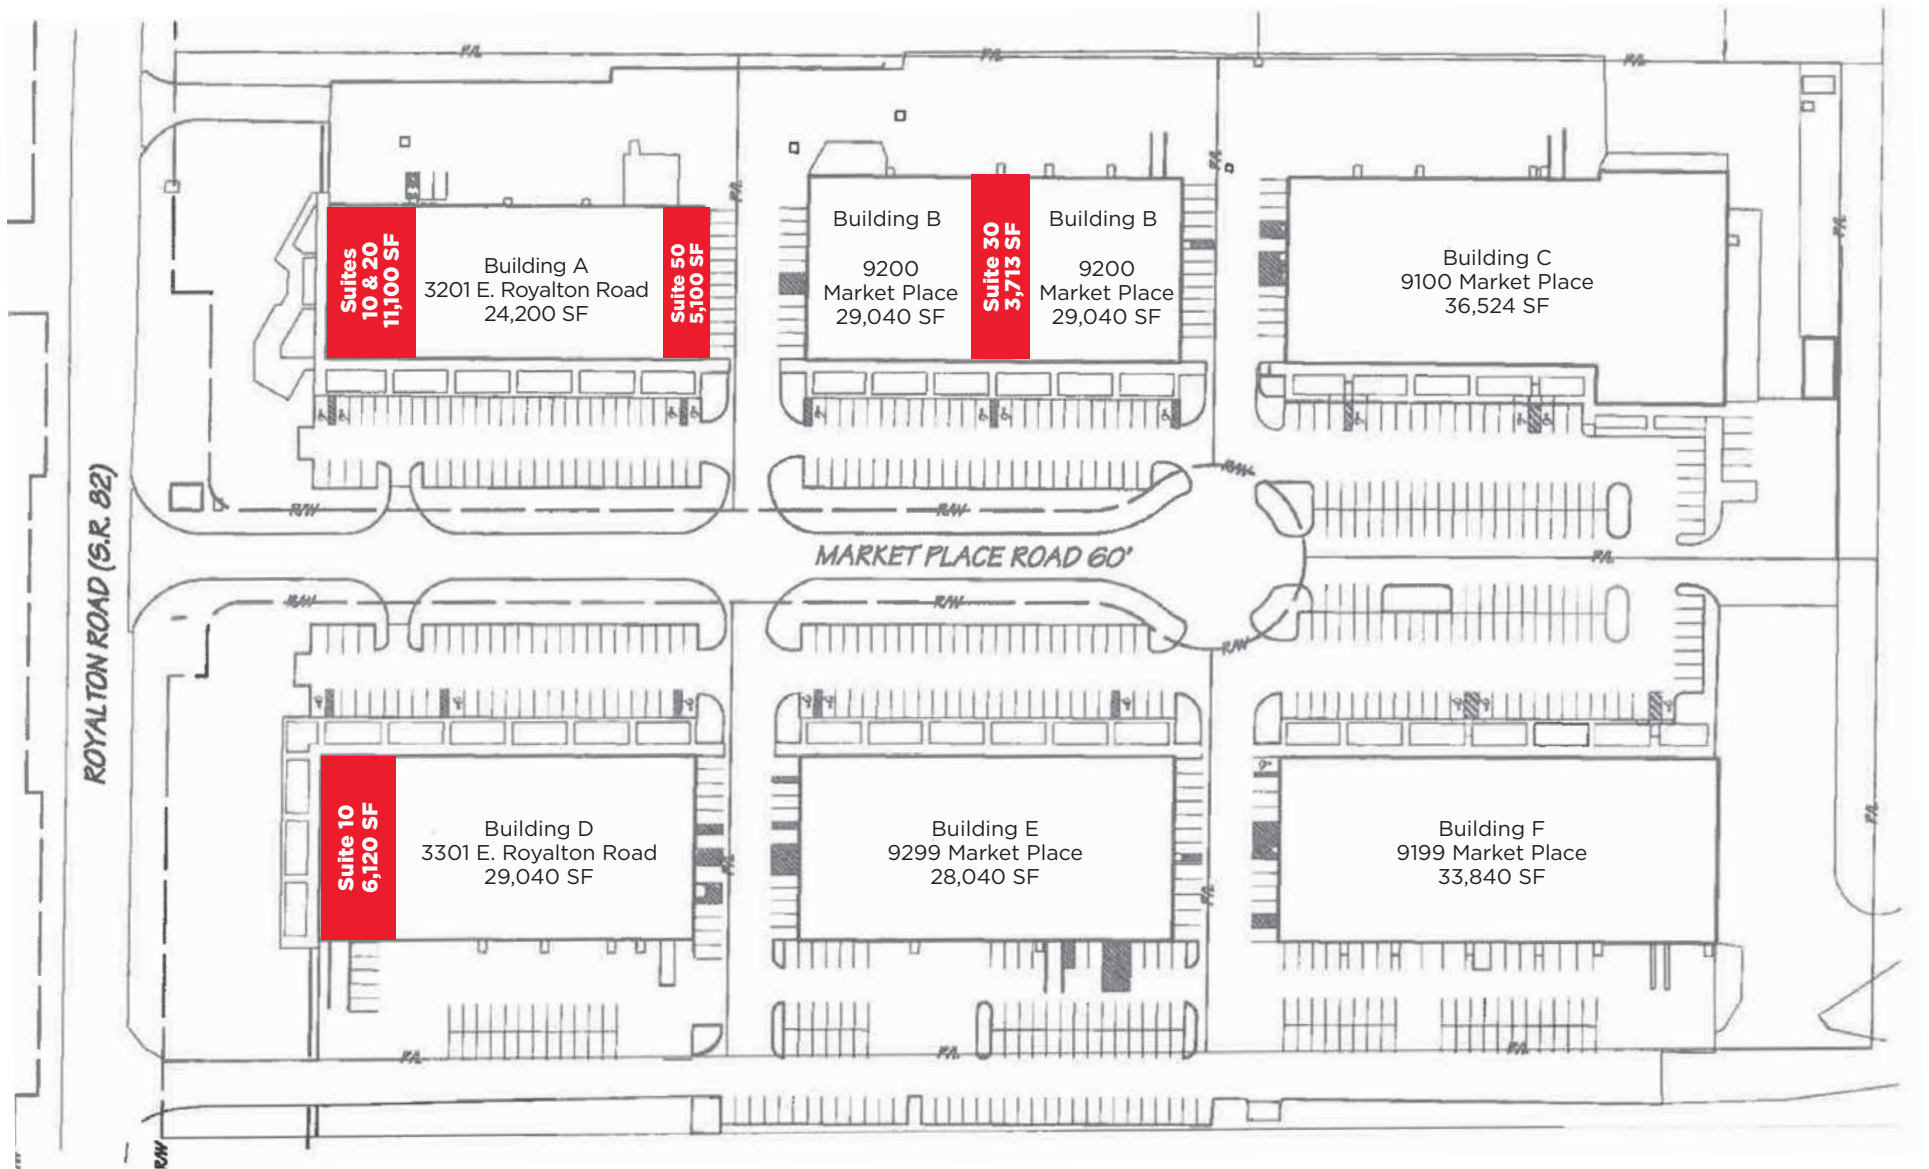 P/L
P/L
P/L
P/L
P/L
P/L
Suites
10 & 20
11,100 SF
Building A
3201 E. Royalton Road
24,200 SF
Suite 50
5,100 SF
Building B
9200
Market Place
29,040 SF
Suite 30
3,713 SF
Building B
9200
Market Place
29,040 SF
Building C
9100 Market Place
36,524 SF
R/W
R/W
R/W
MARKET PLACE ROAD 60'
P/L
ROYALTON ROAD (S.R. 82)
R/W
R/W
R/W
Suite 10
6,120 SF
Building D
3301 E. Royalton Road
29,040 SF
P/L
Building E
9299 Market Place
28,040 SF
P/L
Building F
9199 Market Place
33,840 SF
P/L
P/L
P/L
P/L
R/W